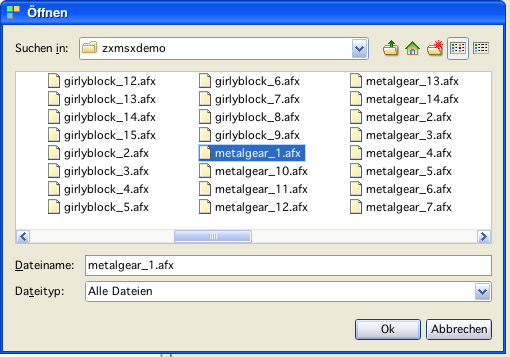 Öffnen
Suchen in: zxmsxdemo
girlyblock_12.afx girlyblock_6.afx metalgear_13.afx
girlyblock_13.afx girlyblock_7.afx metalgear_14.afx
girlyblock_14.afx girlyblock_8.afx metalgear_2.afx
girlyblock_15.afx girlyblock_9.afx metalgear_3.afx
girlyblock_2.afx metalgear_1.afx metalgear_4.afx
girlyblock_3.afx metalgear_10.afx metalgear_5.afx
girlyblock_4.afx metalgear_11.afx metalgear_6.afx
girlyblock_5.afx metalgear_12.afx metalgear_7.afx
Dateiname: metalgear_1.afx
Dateityp: Alle Dateien
Ok Abbrechen